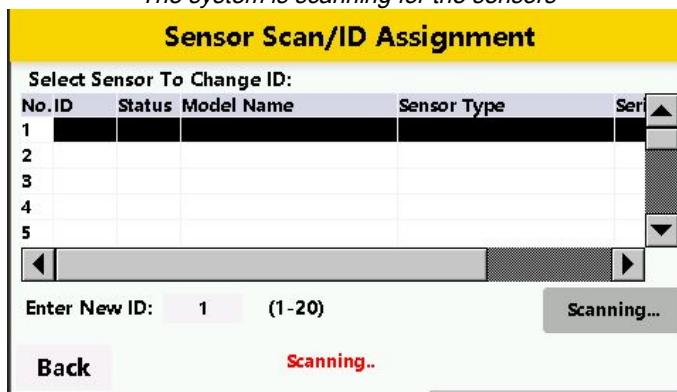 The system is scanning for the sensors
Sensor Scan/ID Assignment
Select Sensor To Change ID:
No. ID Status Model Name Sensor Type Seri
1
2
3
4
5
Enter New ID: 1 (1-20) Scanning...
Back Scanning..